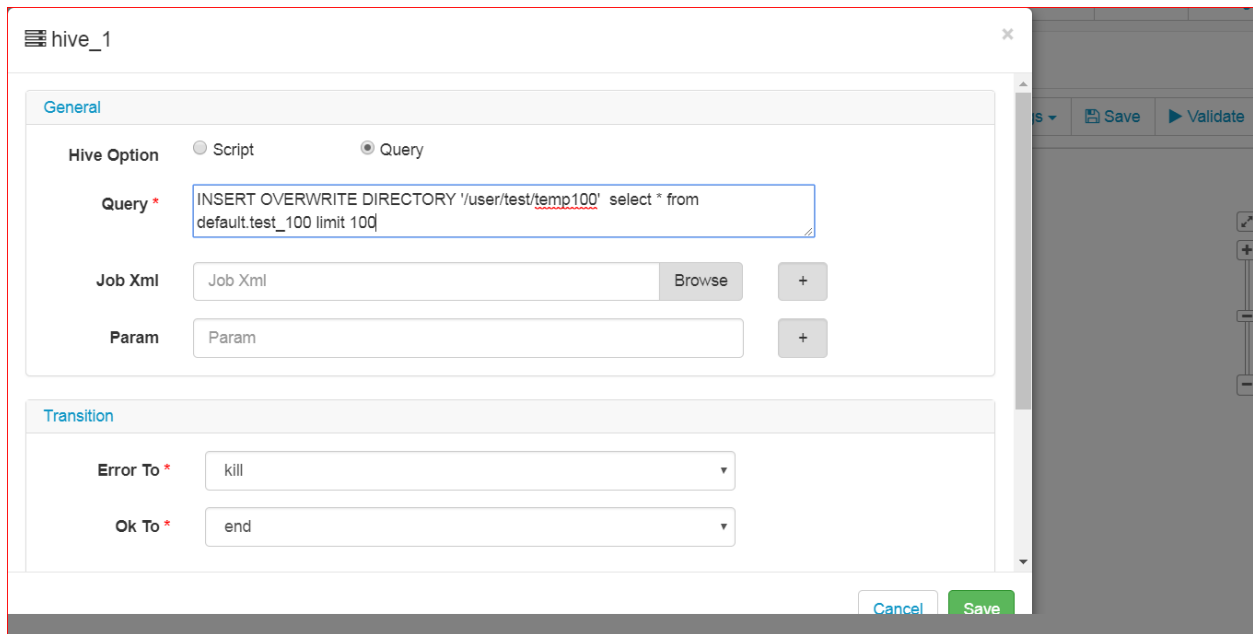 hive_1
×
General
Hive Option
Script
Query
Query *
INSERT OVERWRITE DIRECTORY '/user/test/temp100'  select * from
default.test_100 limit 100
Job Xml
Job Xml
Browse
+
Param
Param
+
Transition
Error To *
kill
Ok To *
end
Cancel
Save
Save
Validate